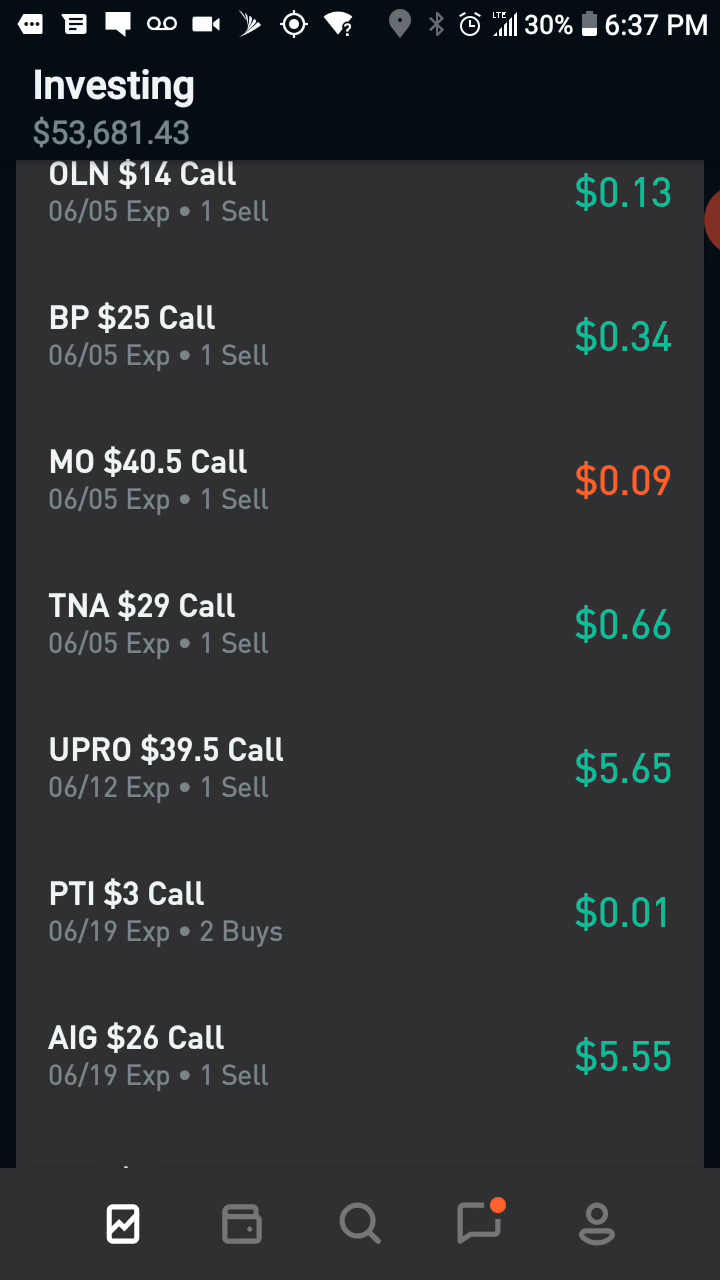 LTE 30% 6:37 PM
Investing
$53,681.43
OLN $14 Call
06/05 Exp • 1 Sell
$0.13
BP $25 Call
06/05 Exp • 1 Sell
$0.34
MO $40.5 Call
06/05 Exp • 1 Sell
$0.09
TNA $29 Call
06/05 Exp • 1 Sell
$0.66
UPRO $39.5 Call
06/12 Exp • 1 Sell
$5.65
PTI $3 Call
06/19 Exp • 2 Buys
$0.01
AIG $26 Call
06/19 Exp • 1 Sell
$5.55